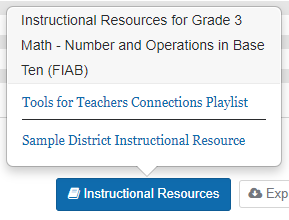 Instructional Resources for Grade 3
Math - Number and Operations in Base
Ten (FIAB)
Tools for Teachers Connections Playlist
Sample District Instructional Resource
Instructional Resources
Exp